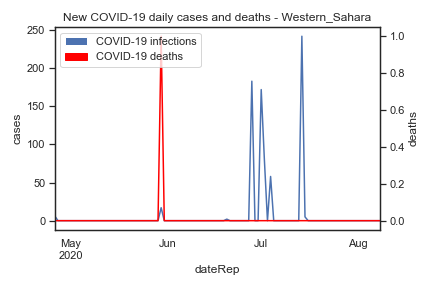 New COVID-19 daily cases and deaths - Western_Sahara
COVID-19 infections
COVID-19 deaths
250
200
150
100
50
0
cases
1.0
0.8
0.6
0.4
0.2
0.0
deaths
May
2020
Jun
Jul
Aug
dateRep